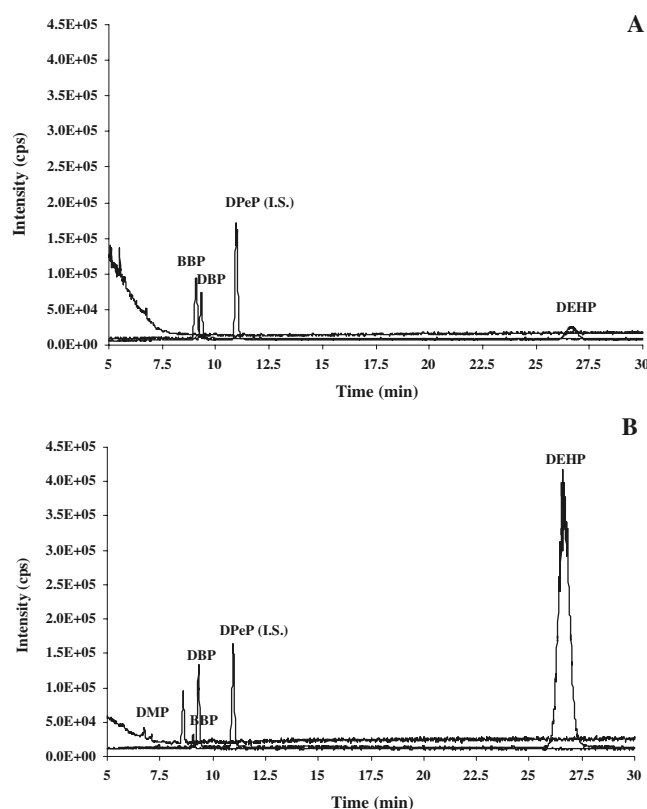 A
4.5E+05
4.0E+05
3.5E+05
3.0E+05
2.5E+05
2.0E+05
1.5E+05
1.0E+05
5.0E+04
0.0E+00
Intensity (cps)
DPeP (I.S.)
BBP
DBP
DEHP
5 7.5 10 12.5 15 17.5 20 22.5 25 27.5 30
Time (min)
B
4.5E+05
4.0E+05
3.5E+05
3.0E+05
2.5E+05
2.0E+05
1.5E+05
1.0E+05
5.0E+04
0.0E+00
Intensity (cps)
DEHP
DPeP (I.S.)
DBP
DMP
BBP
5 7.5 10 12.5 15 17.5 20 22.5 25 27.5 30
Time (min)